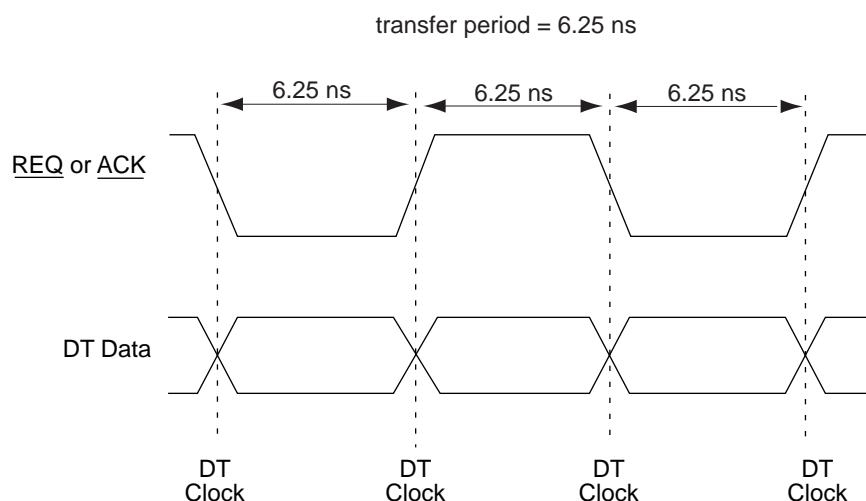 transfer period = 6.25 ns
6.25 ns
6.25 ns
6.25 ns
REQ or ACK
DT Data
DT
Clock
DT
Clock
DT
Clock
DT
Clock